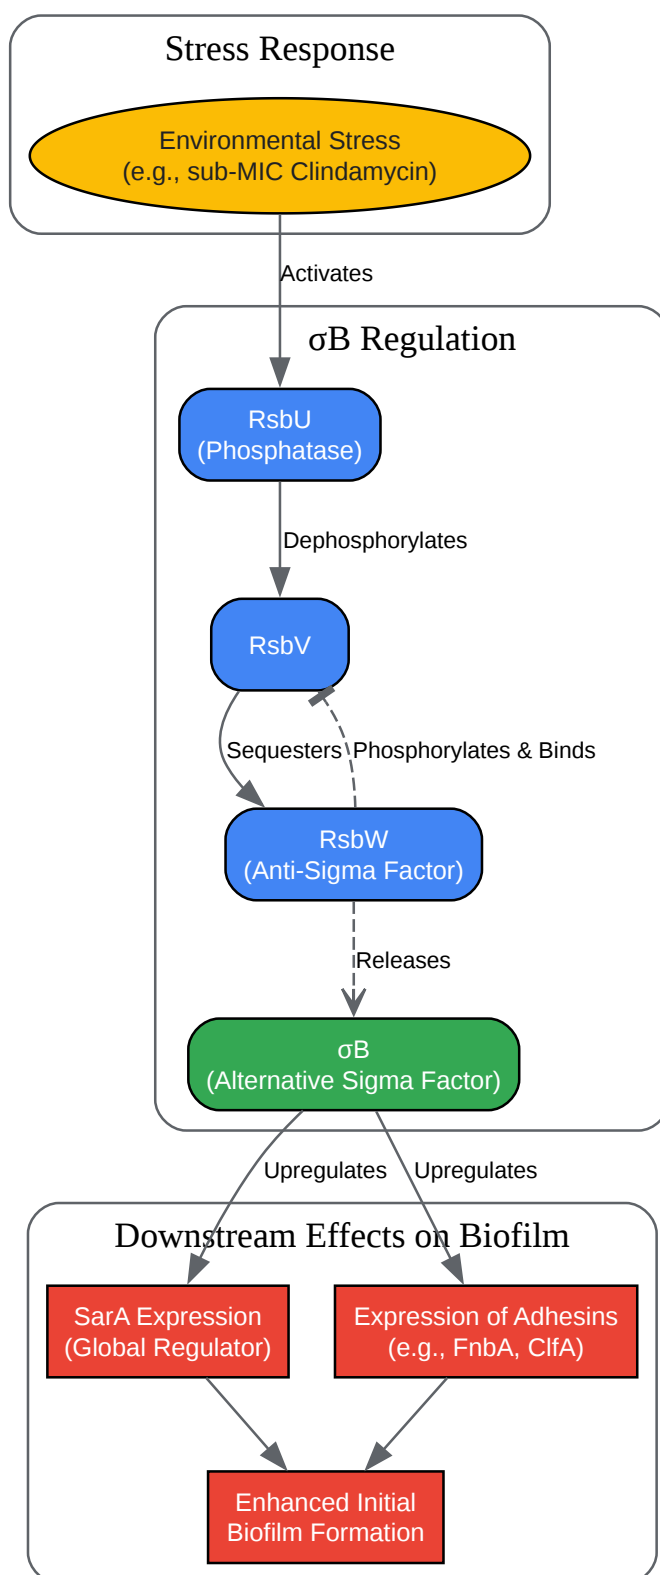 Stress Response
Environmental Stress
(e.g., sub-MIC Clindamycin)
Activates
σB Regulation
RsbU
(Phosphatase)
Dephosphorylates
RsbV
Sequesters
Phosphorylates & Binds
RsbW
(Anti-Sigma Factor)
Releases
σB
(Alternative Sigma Factor)
Upregulates
Upregulates
Downstream Effects on Biofilm
SarA Expression
(Global Regulator)
Expression of Adhesins
(e.g., FnbA, ClfA)
Enhanced Initial
Biofilm Formation